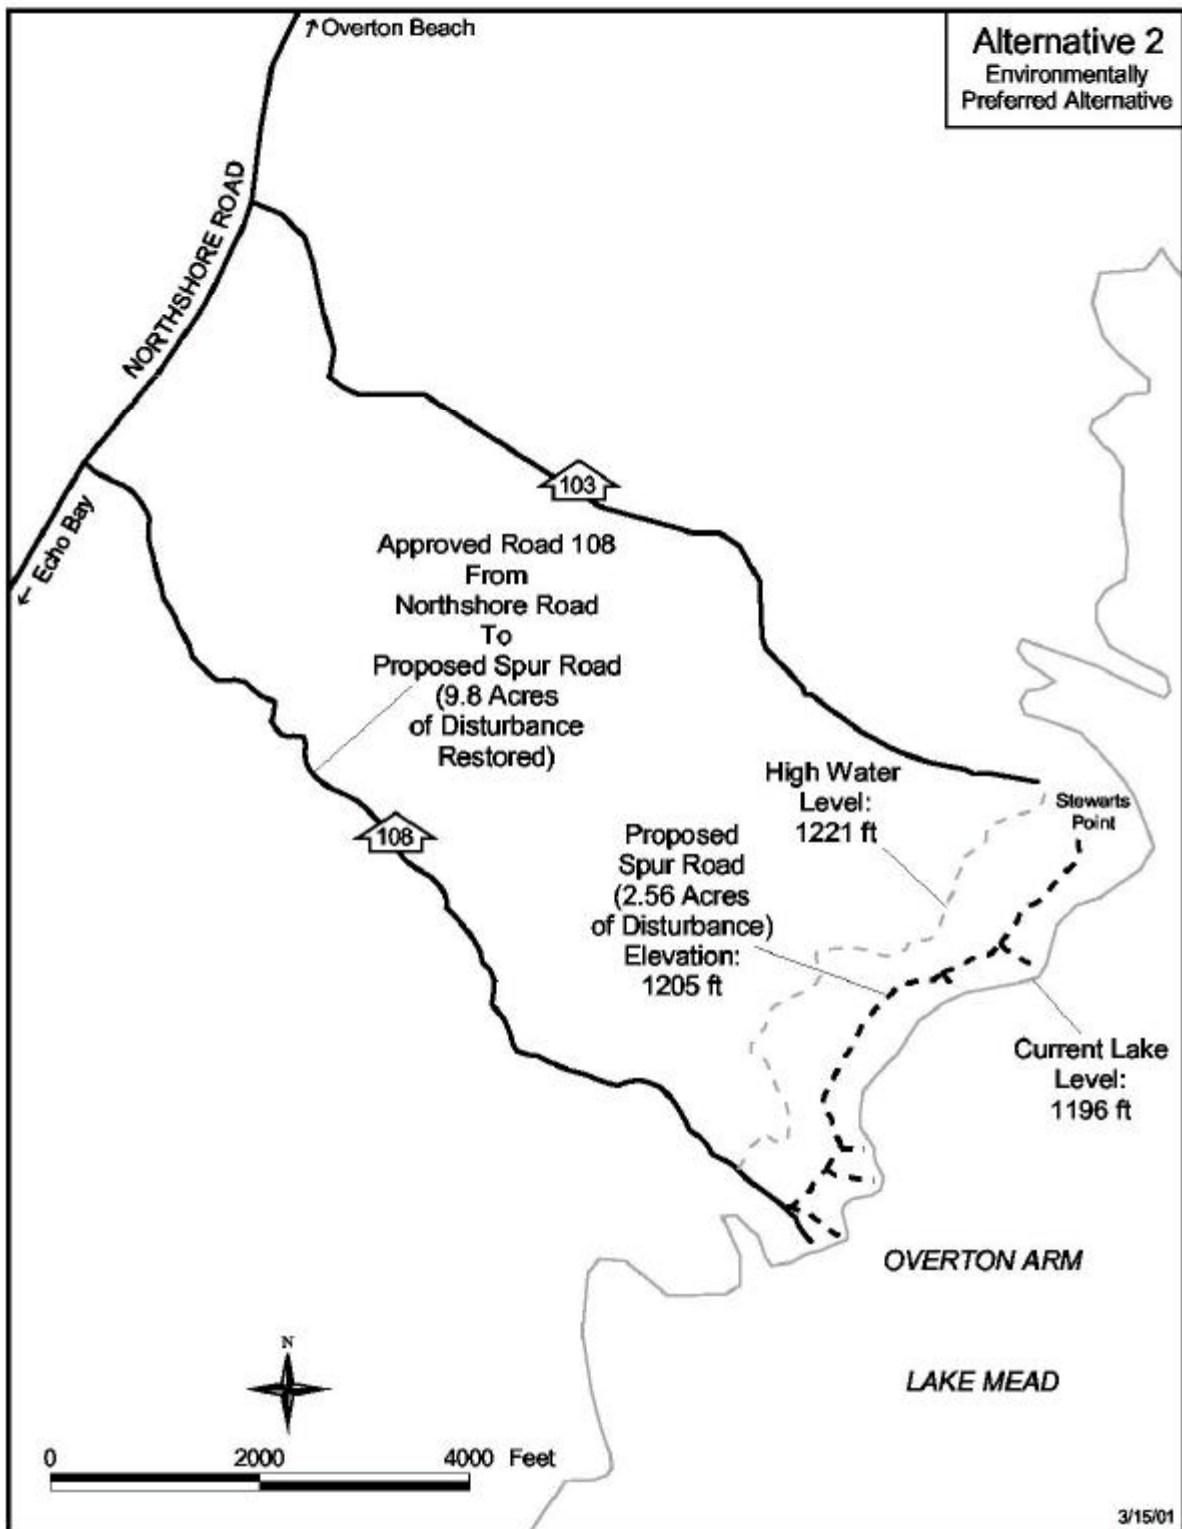 ↗ Overton Beach
Alternative 2
Environmentally
Preferred Alternative
NORTHSHORE ROAD
← Echo Bay
103
Approved Road 108
From
Northshore Road
To
Proposed Spur Road
(9.8 Acres
of Disturbance
Restored)
108
High Water
Level:
1221 ft
Stewarts
Point
Proposed
Spur Road
(2.56 Acres
of Disturbance)
Elevation:
1205 ft
Current Lake
Level:
1196 ft
OVERTON ARM
LAKE MEAD
N
0 2000 4000 Feet
3/15/01